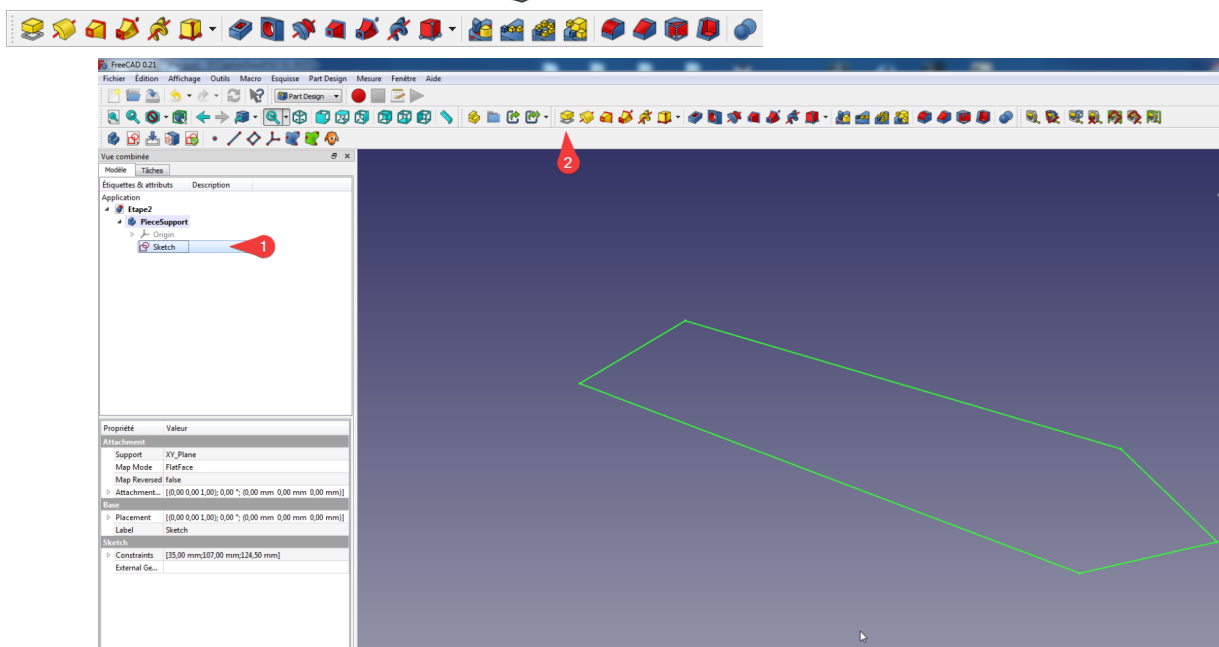 FreeCAD 0.21
Fichier Édition Affichage Outils Macro Esquisse Part Design Mesure Fenêtre Aide
Part Design
2
Vue combinée
Modèle Tâches
Étiquettes & attributs Description
Application
Etape2
PieceSupport
Origin
Sketch 1
Propriété Valeur
Attachment
Support XY_Plane
Map Mode FlatFace
Map Reversed false
Attachment... [(0,00 0,00 1,00); 0,00 °; (0,00 mm 0,00 mm 0,00 mm)]
Base
Placement [(0,00 0,00 1,00); 0,00 °; (0,00 mm 0,00 mm 0,00 mm)]
Label Sketch
Sketch
Constraints [35,00 mm;107,00 mm;124,50 mm]
External Ge...